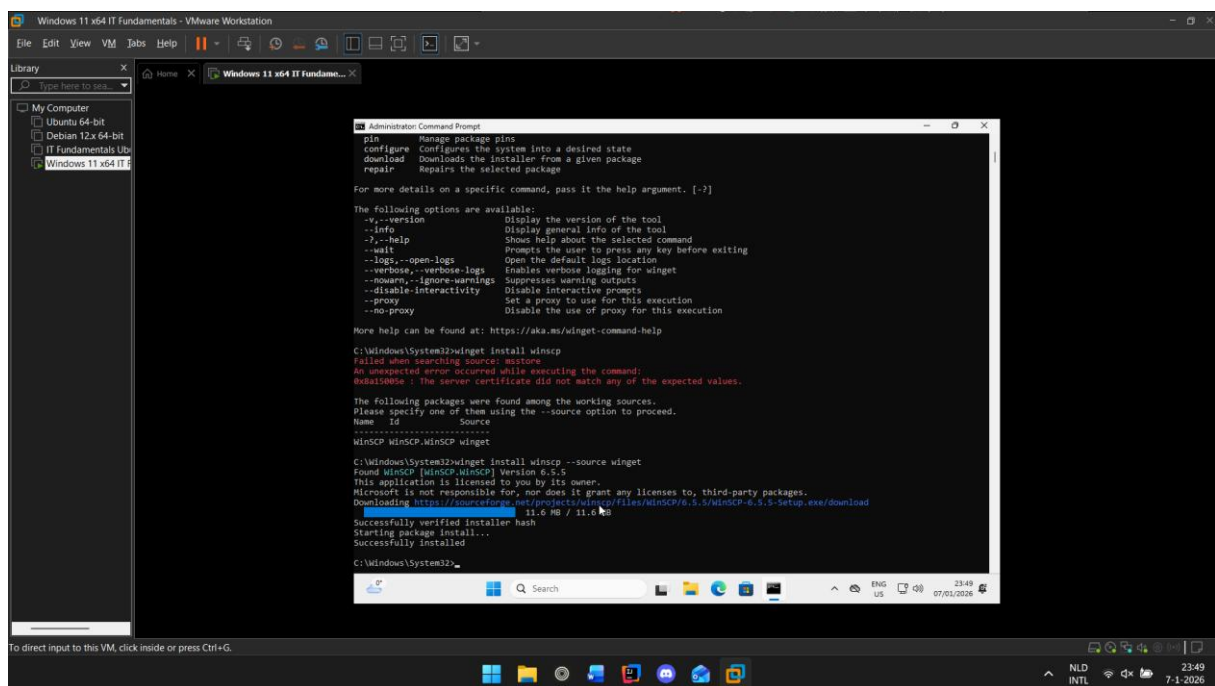 Windows 11 x64 IT Fundamentals - VMware Workstation
File Edit View VM Tabs Help
Library
Home
Windows 11 x64 IT Fundame...
Type here to sea...
My Computer
Ubuntu 64-bit
Debian 12.x 64-bit
IT Fundamentals Ub
Windows 11 x64 IT F
Administrator: Command Prompt
pin Manage package pins
configure Configures the system into a desired state
download Downloads the installer from a given package
repair Repairs the selected package
For more details on a specific command, pass it the help argument. [-?]
The following options are available:
-v,--version Display the version of the tool
--info Display general info of the tool
-?,--help Shows help about the selected command
--wait Prompts the user to press any key before exiting
--logs,--open-logs Open the default logs location
--verbose,--verbose-logs Enables verbose logging for winget
--nowarn,--ignore-warnings Suppresses warning outputs
--disable-interactivity Disable interactive prompts
--proxy Set a proxy to use for this execution
--no-proxy Disable the use of proxy for this execution
More help can be found at: https://aka.ms/winget-command-help
C:\Windows\System32>winget install winscp
Failed when searching source: msstore
An unexpected error occurred while executing the command:
0x8a15005e : The server certificate did not match any of the expected values.
The following packages were found among the working sources.
Please specify one of them using the --source option to proceed.
Name Id Source
---------------------------
WinSCP WinSCP.WinSCP winget
C:\Windows\System32>winget install winscp --source winget
Found WinSCP [WinSCP.WinSCP] Version 6.5.5
This application is licensed to you by its owner.
Microsoft is not responsible for, nor does it grant any licenses to, third-party packages.
Downloading https://sourceforge.net/projects/winscp/files/WinSCP/6.5.5/WinSCP-6.5.5-Setup.exe/download
11.6 MB / 11.6 MB
Successfully verified installer hash
Starting package install...
Successfully installed
C:\Windows\System32>_
0°
Search
ENG
US
23:49
07/01/2026
To direct input to this VM, click inside or press Ctrl+G.
NLD
INTL
23:49
7-1-2026